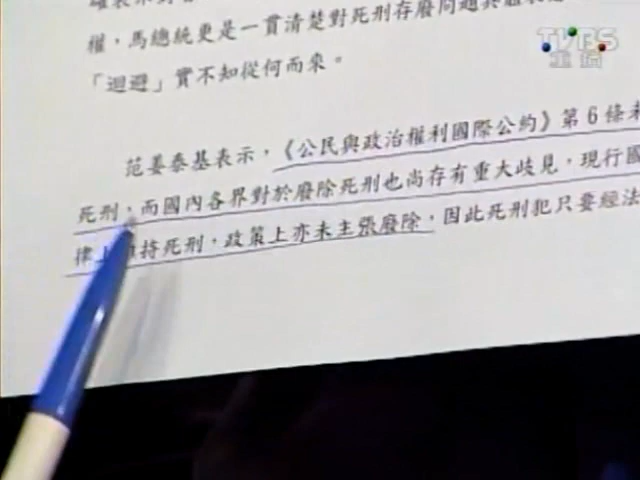 TVBS
權，馬總統更是一貫清楚對死刑存廢問題
「迴避」實不知從何而來。
范姜泰基表示，《公民與政治權利國際公約》第6條未
死刑，而國內各界對於廢除死刑也尚存有重大歧見，現行國
律上維持死刑，政策上亦未主張廢除，因此死刑犯只要經法